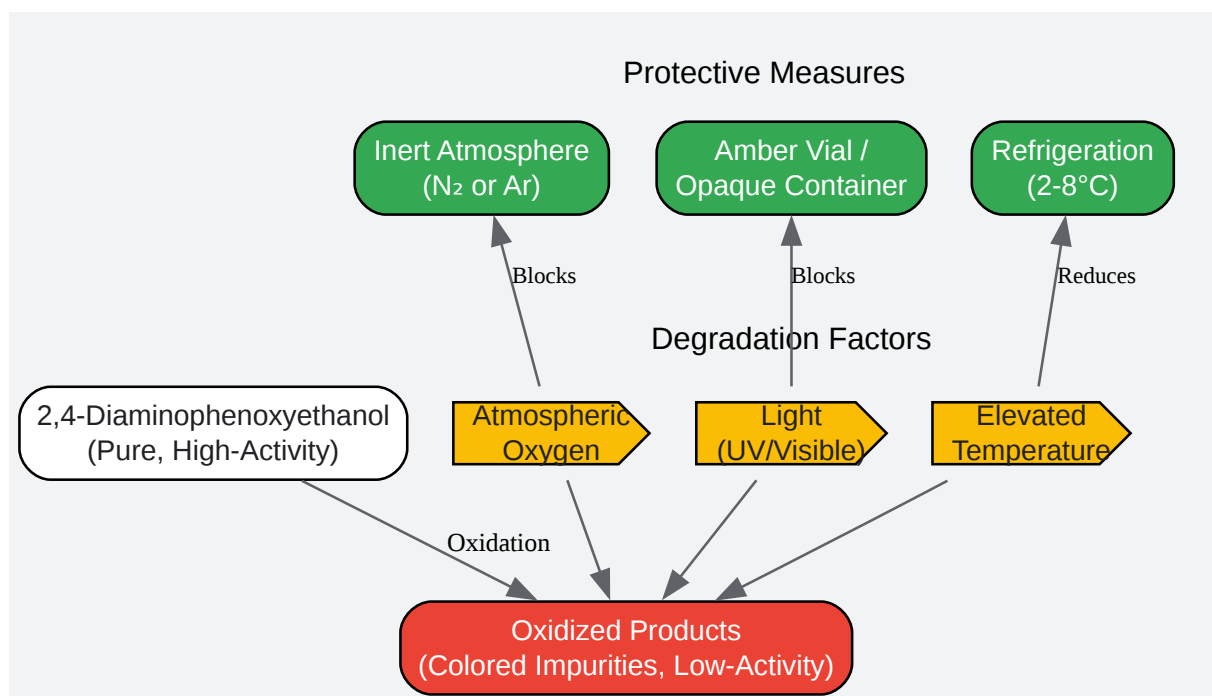 Protective Measures
Inert Atmosphere
(N₂ or Ar)
Amber Vial /
Opaque Container
Refrigeration
(2-8°C)
Blocks
Blocks
Reduces
Degradation Factors
2,4-Diaminophenoxyethanol
(Pure, High-Activity)
Atmospheric
Oxygen
Light
(UV/Visible)
Elevated
Temperature
Oxidation
Oxidized Products
(Colored Impurities, Low-Activity)